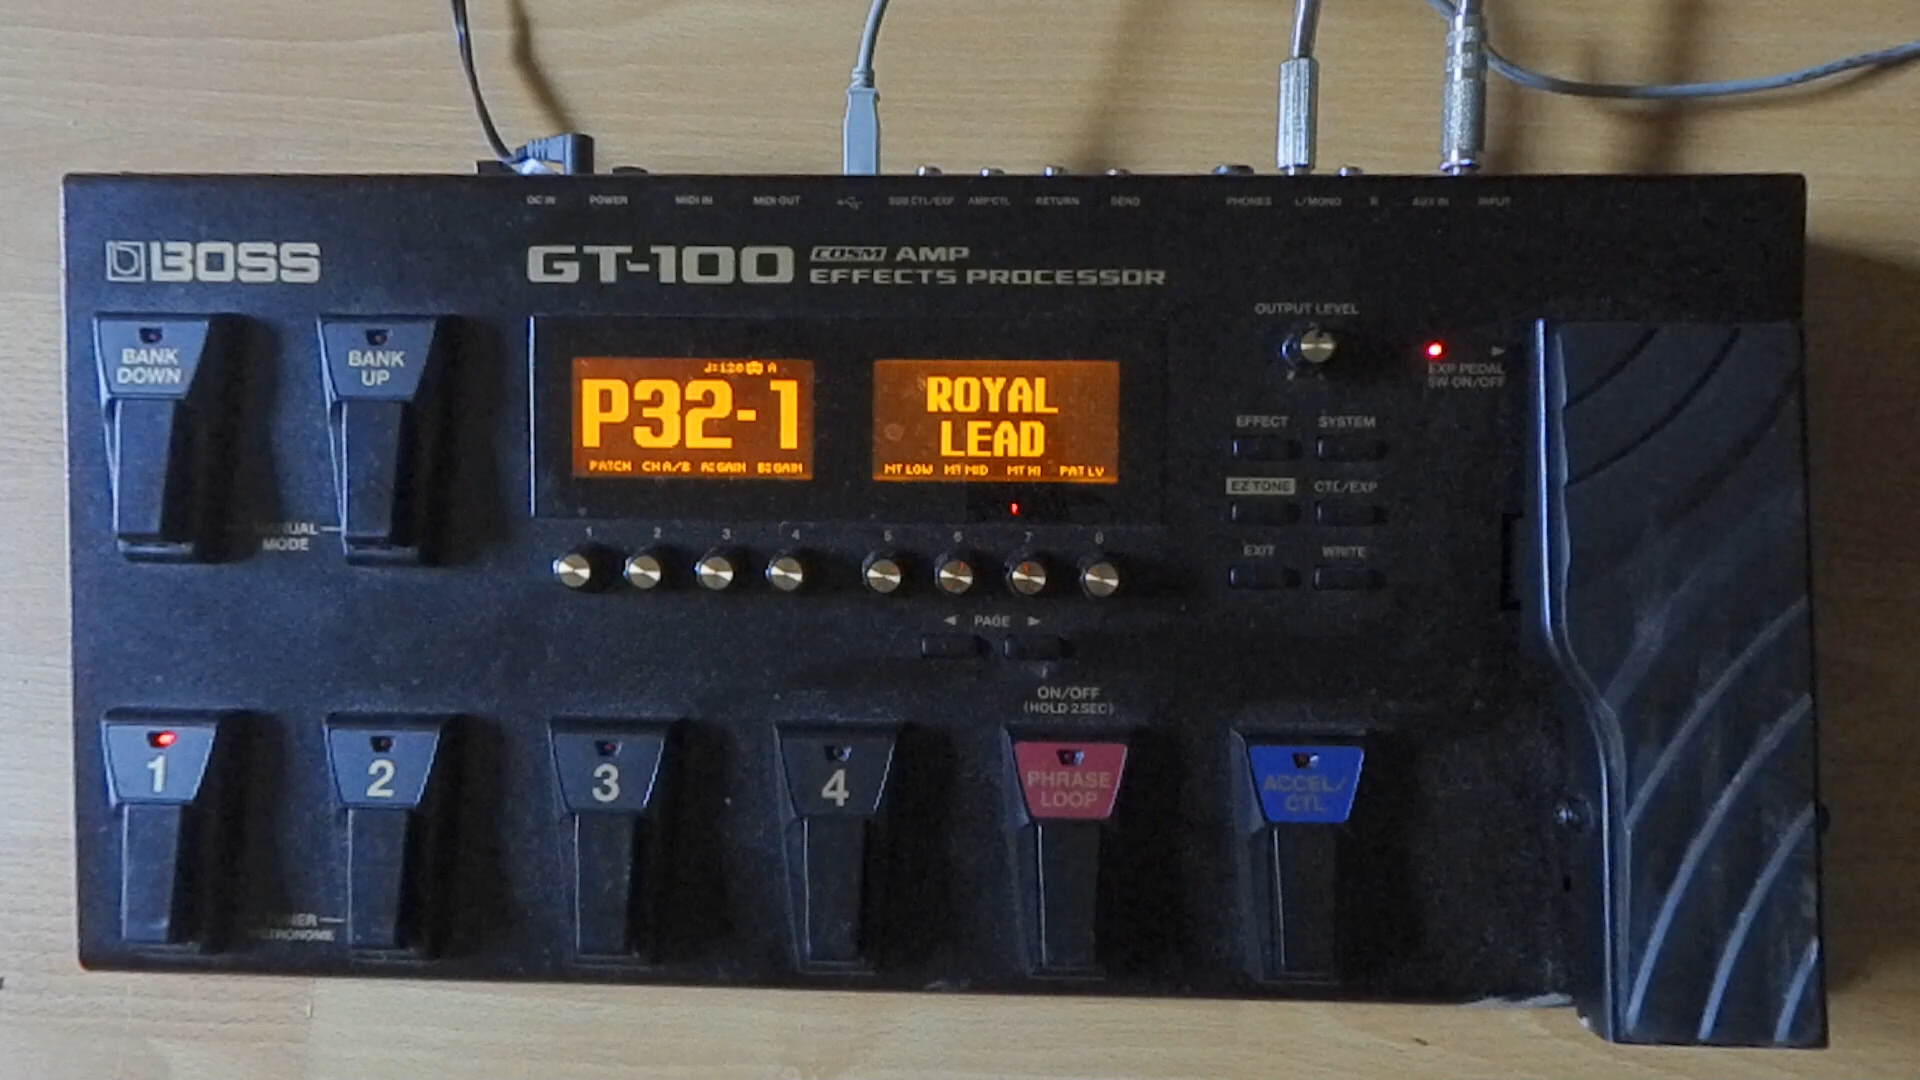 DC IN POWER MIDI IN MIDI OUT SUB CTL/EXP AMP CTL RETURN SEND PHONES L/MONO R AUX IN INPUT
BOSS
GT-100 COSM AMP
EFFECTS PROCESSOR
OUTPUT LEVEL
BANK
DOWN
BANK
UP
J:120 A
P32-1
PATCH CHA/B A:GAIN B:GAIN
ROYAL
LEAD
MT LOW MT MID MT HI PAT LV
EXP PEDAL
SW ON/OFF
EFFECT SYSTEM
EZ TONE CTL/EXP
EXIT WRITE
MANUAL
MODE
1 2 3 4 5 6 7 8
◄ PAGE ►
ON/OFF
(HOLD 2SEC)
1
2
3
4
PHRASE
LOOP
ACCEL/
CTL